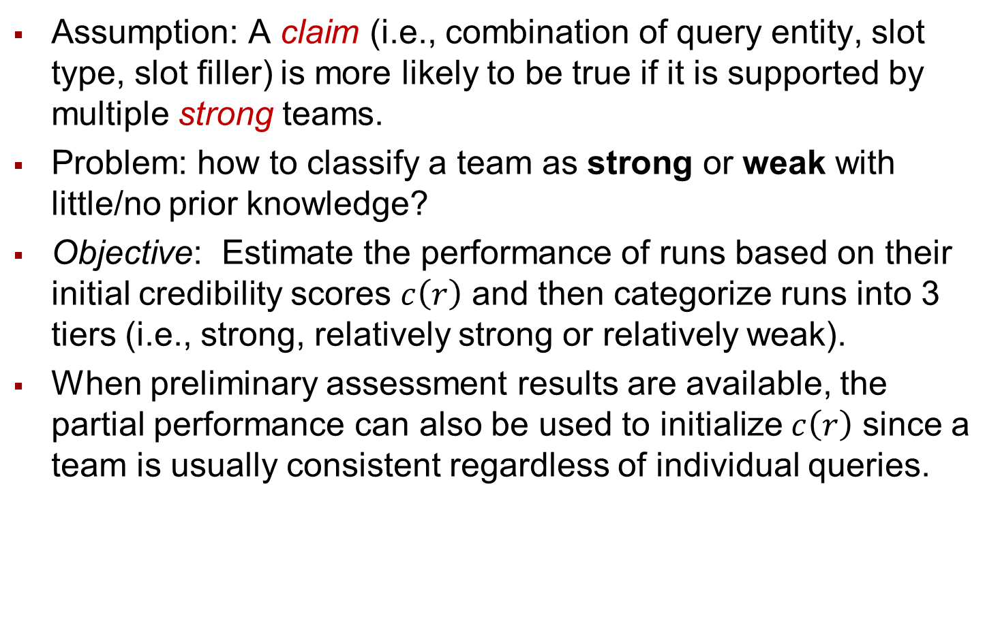 ▪ Assumption: A claim (i.e., combination of query entity, slot
type, slot filler) is more likely to be true if it is supported by
multiple strong teams.
▪ Problem: how to classify a team as strong or weak with
little/no prior knowledge?
▪ Objective: Estimate the performance of runs based on their
initial credibility scores c(r) and then categorize runs into 3
tiers (i.e., strong, relatively strong or relatively weak).
▪ When preliminary assessment results are available, the
partial performance can also be used to initialize c(r) since a
team is usually consistent regardless of individual queries.